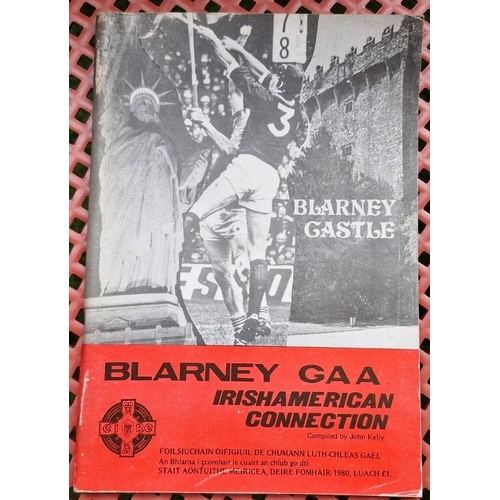 7
8
3
BLARNEY
CASTLE
BLARNEY GAA
IRISHAMERICAN
CONNECTION
Compiled by John Kelly
EIRE
FOILSIUCHAIN OIFIGIUIL DE CHUMANN LUTH-CHLEAS GAEL
An Bhlarna i gcomhair le cuairt an chlub go dti
STAIT AONTUITHE MEIRICEA, DEIRE FOMHAIR 1980. LUACH £1.